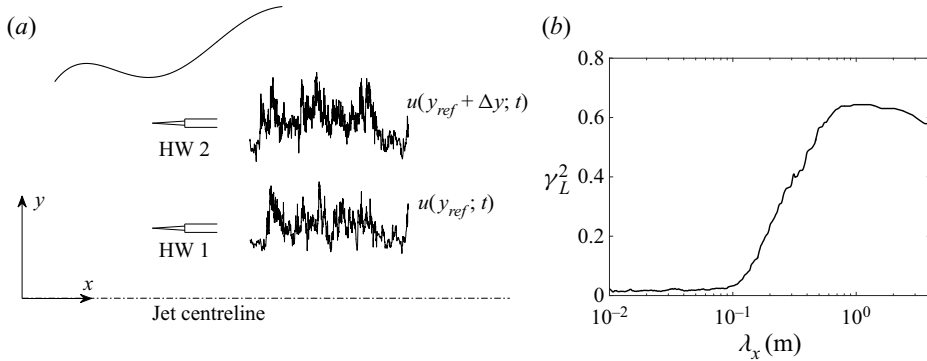 (a)
u(y_ref + Δy; t)
HW 2
y
u(y_ref; t)
HW 1
x
Jet centreline
(b)
0.8
0.6
γ_L^2
0.4
0.2
0
10^−2 10^−1 10^0
λ_x (m)